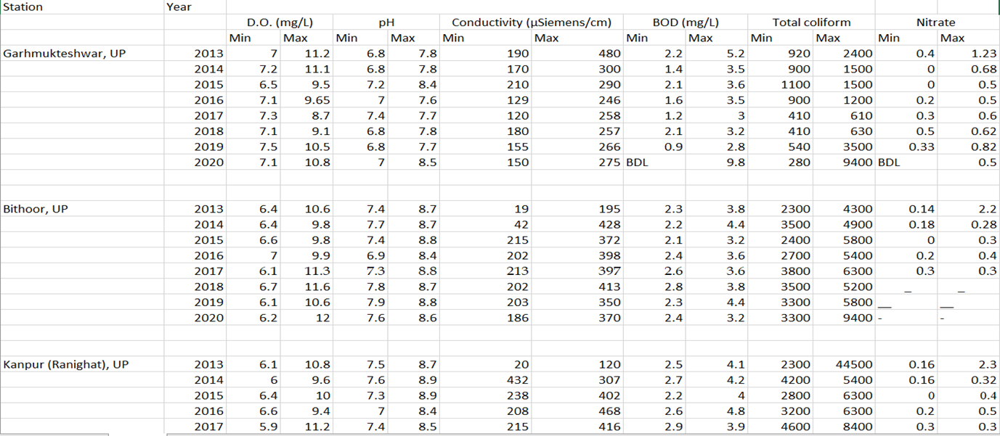 Station Year
D.O. (mg/L) pH Conductivity (µSiemens/cm) BOD (mg/L) Total coliform Nitrate
Min Max Min Max Min Max Min Max Min Max Min Max
Garhmukteshwar, UP 2013 7 11.2 6.8 7.8 190 480 2.2 5.2 920 2400 0.4 1.23
2014 7.2 11.1 6.8 7.8 170 300 1.4 3.5 900 1500 0 0.68
2015 6.5 9.5 7.2 8.4 210 290 2.1 3.6 1100 1500 0 0.5
2016 7.1 9.65 7 7.6 129 246 1.6 3.5 900 1200 0.2 0.5
2017 7.3 8.7 7.4 7.7 120 258 1.2 3 410 610 0.3 0.6
2018 7.1 9.1 6.8 7.8 180 257 2.1 3.2 410 630 0.5 0.62
2019 7.5 10.5 6.8 7.7 155 266 0.9 2.8 540 3500 0.33 0.82
2020 7.1 10.8 7 8.5 150 275 BDL 9.8 280 9400 BDL 0.5
Bithoor, UP 2013 6.4 10.6 7.4 8.7 19 195 2.3 3.8 2300 4300 0.14 2.2
2014 6.4 9.8 7.7 8.7 42 428 2.2 4.4 3500 4900 0.18 0.28
2015 6.6 9.8 7.4 8.8 215 372 2.1 3.2 2400 5800 0 0.3
2016 7 9.9 6.9 8.4 202 398 2.4 3.6 2700 5400 0.2 0.4
2017 6.1 11.3 7.3 8.8 213 397 2.6 3.6 3800 6300 0.3 0.3
2018 6.7 11.6 7.8 8.7 202 413 2.8 3.8 3500 5200 _ _
2019 6.1 10.6 7.9 8.8 203 350 2.3 4.4 3300 5800 __ __
2020 6.2 12 7.6 8.6 186 370 2.4 3.2 3300 9400 - -
Kanpur (Ranighat), UP 2013 6.1 10.8 7.5 8.7 20 120 2.5 4.1 2300 44500 0.16 2.3
2014 6 9.6 7.6 8.9 432 307 2.7 4.2 4200 5400 0.16 0.32
2015 6.4 10 7.3 8.9 238 402 2.2 4 2800 6300 0 0.4
2016 6.6 9.4 7 8.4 208 468 2.6 4.8 3200 6300 0.2 0.5
2017 5.9 11.2 7.4 8.5 215 416 2.9 3.9 4600 8400 0.3 0.3